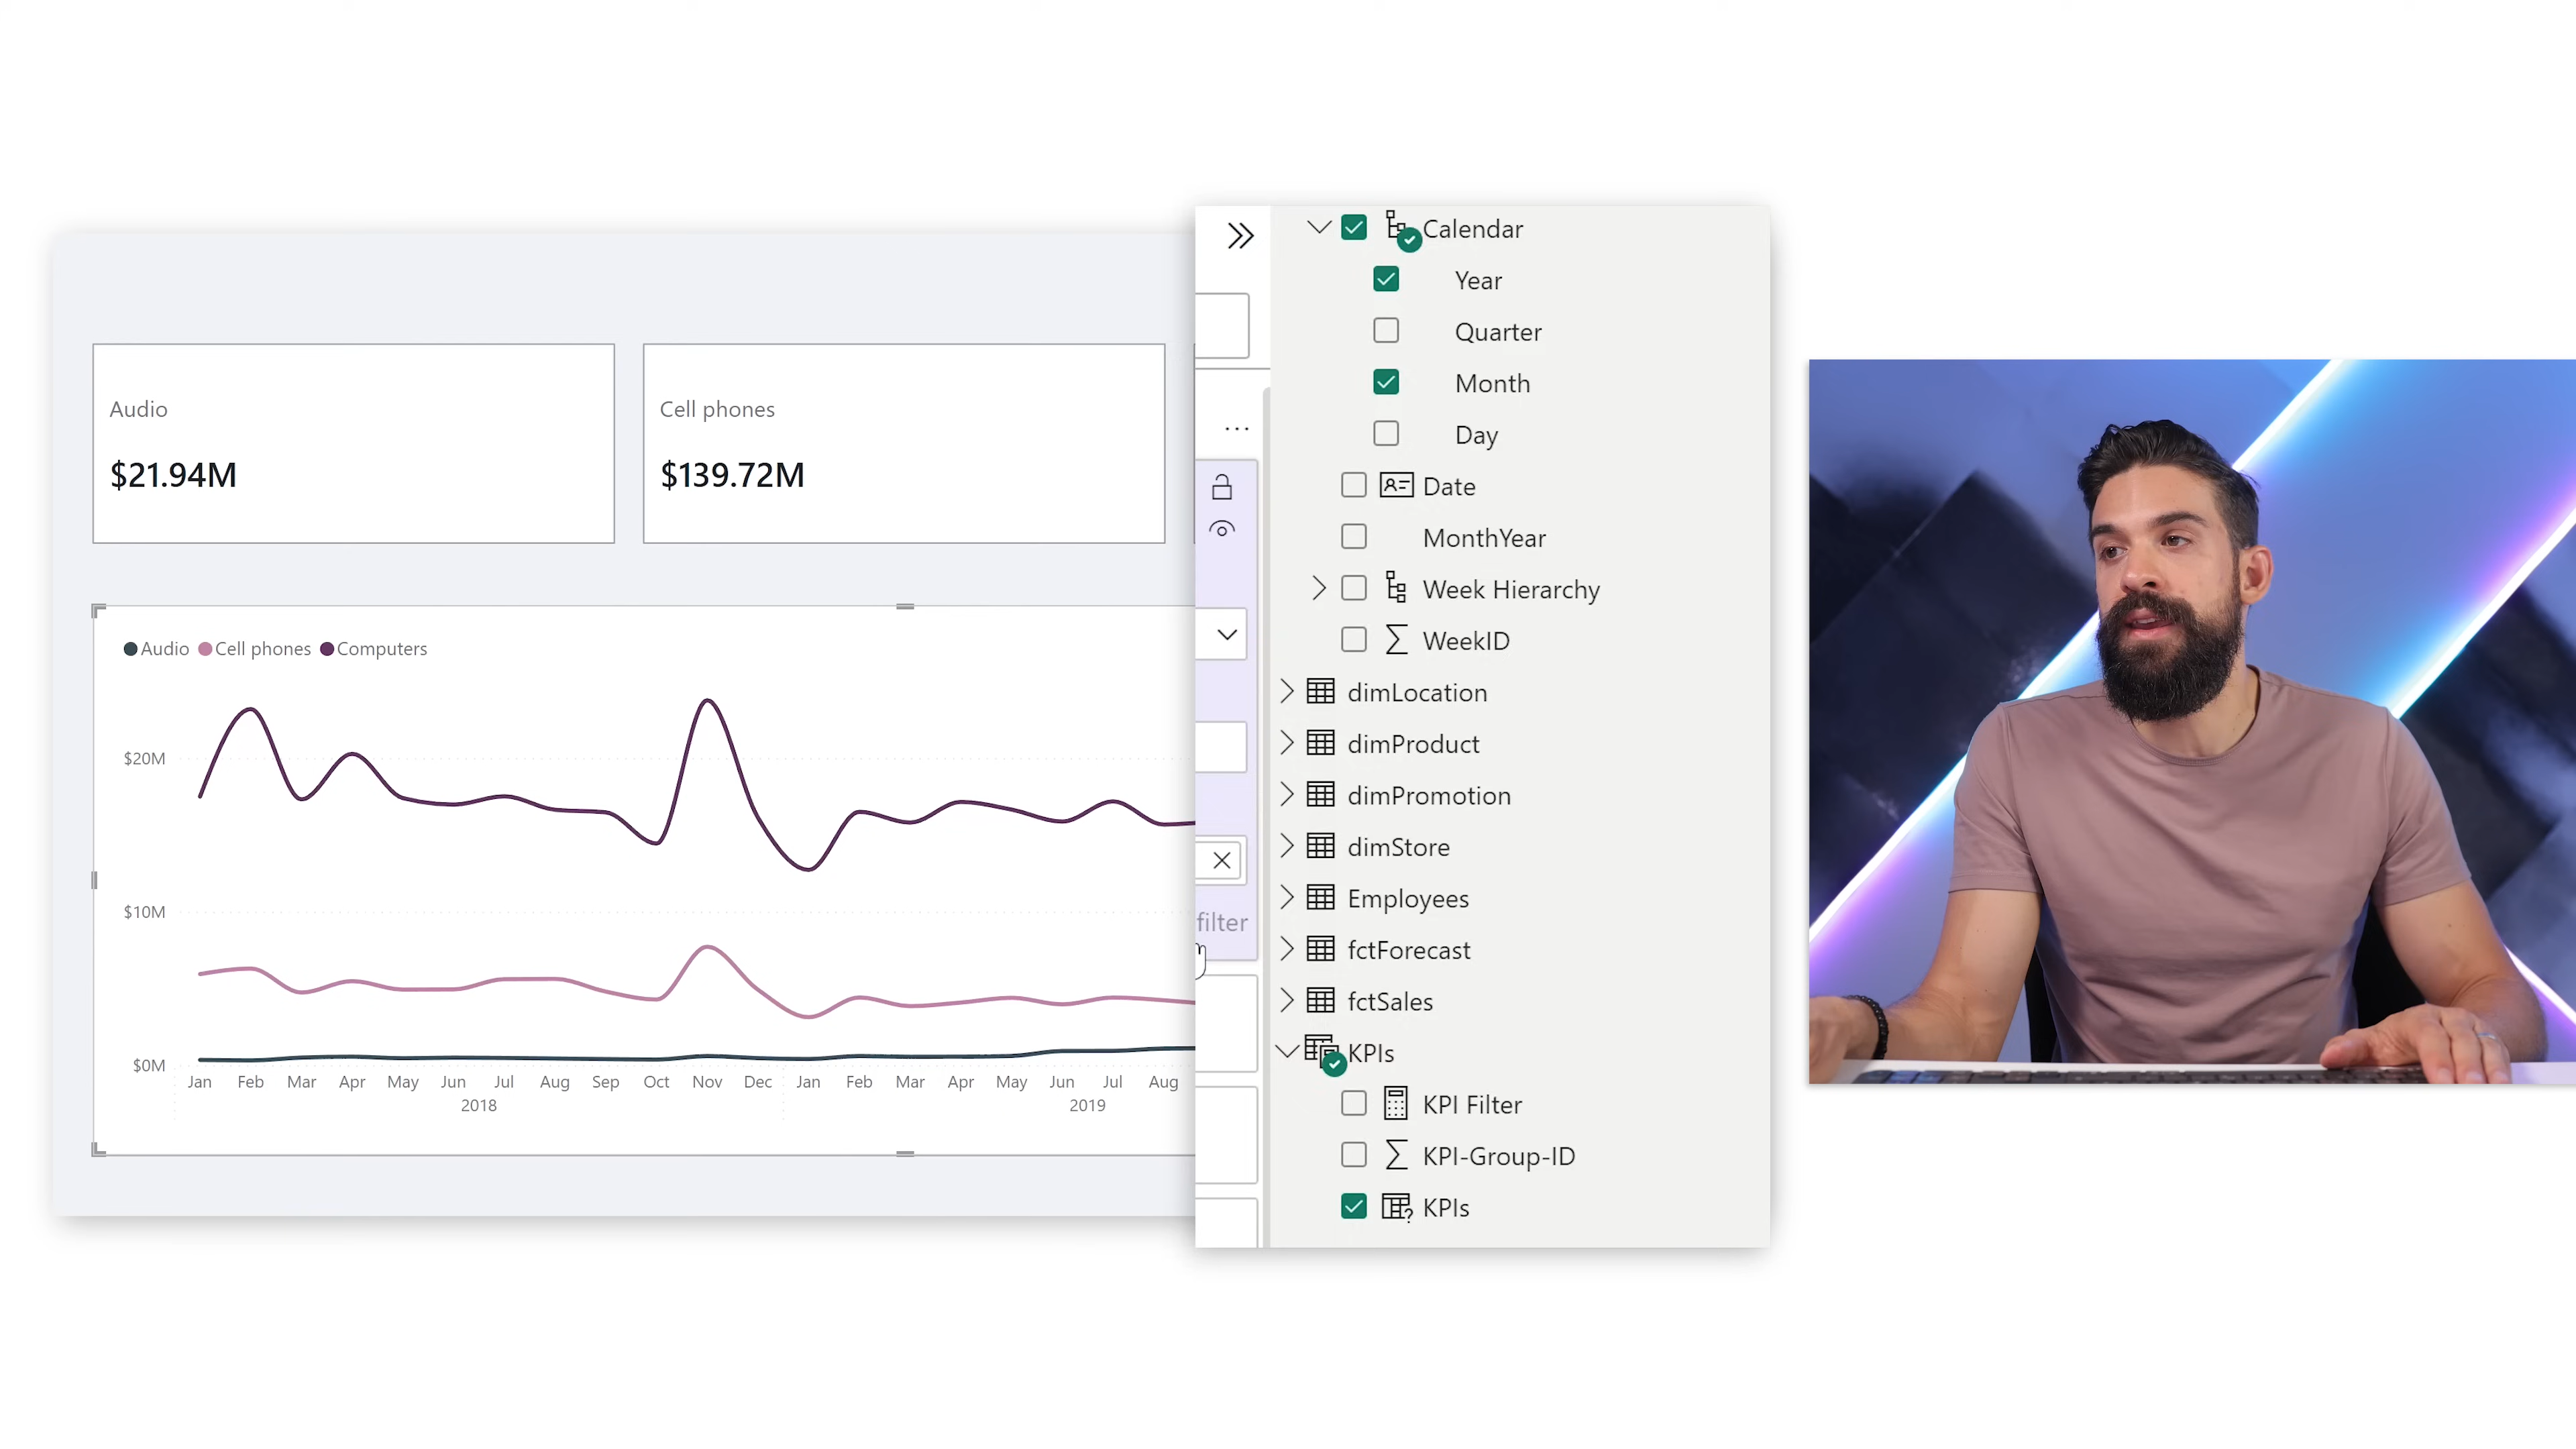 Audio
$21.94M
Cell phones
$139.72M
Audio Cell phones Computers
$20M
$10M
$0M
Jan Feb Mar Apr May Jun Jul Aug Sep Oct Nov Dec Jan Feb Mar Apr May Jun Jul Aug
2018 2019
filter
Calendar
Year
Quarter
Month
Day
Date
MonthYear
Week Hierarchy
WeekID
dimLocation
dimProduct
dimPromotion
dimStore
Employees
fctForecast
fctSales
KPIs
KPI Filter
KPI-Group-ID
KPIs